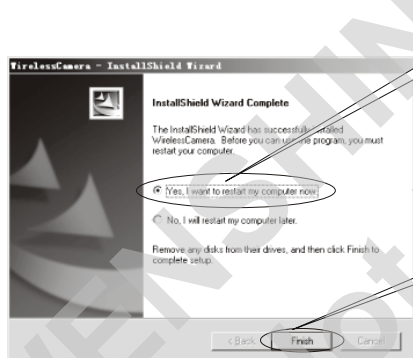 WirelessCamera - InstallShield Wizard
InstallShield Wizard Complete
The InstallShield Wizard has successfully installed
WirelessCamera. Before you can use the program, you must
restart your computer.
Yes, I want to restart my computer now.
No, I will restart my computer later.
Remove any disks from their drives, and then click Finish to
complete setup.
< Back Finish Cancel